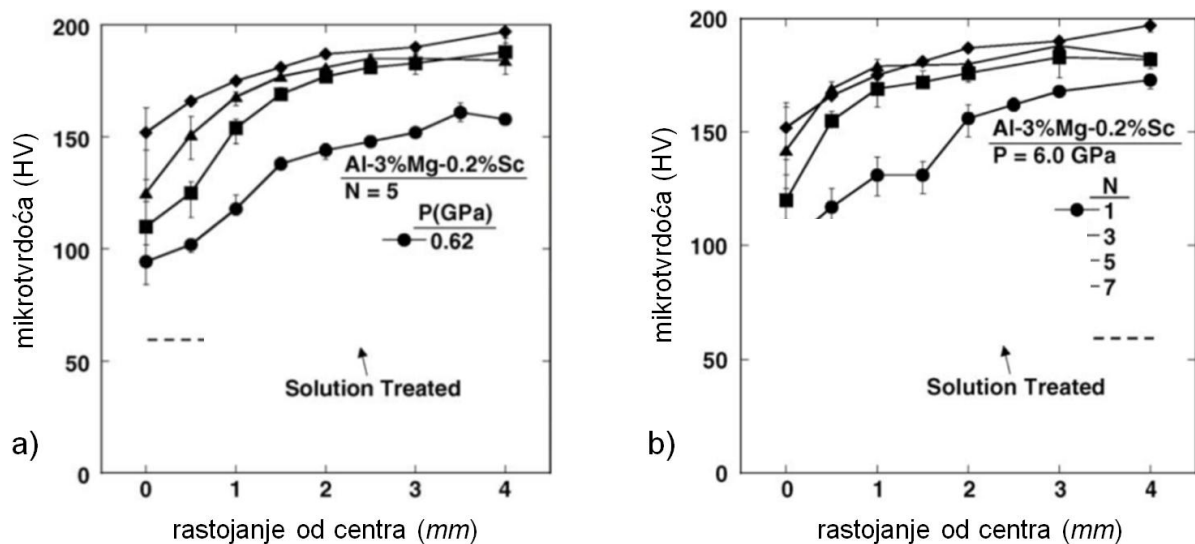 a)
mikrotvrdoća (HV)
200
150
100
50
0
Al-3%Mg-0.2%Sc
N = 5
P(GPa)
0.62
Solution Treated
0 1 2 3 4
rastojanje od centra (mm)
b)
mikrotvrdoća (HV)
200
150
100
50
0
Al-3%Mg-0.2%Sc
P = 6.0 GPa
N
1
3
5
7
Solution Treated
0 1 2 3 4
rastojanje od centra (mm)